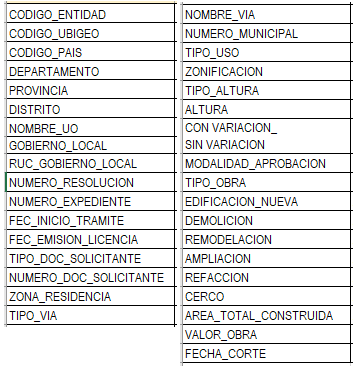 CODIGO_ENTIDAD
CODIGO_UBIGEO
CODIGO_PAIS
DEPARTAMENTO
PROVINCIA
DISTRITO
NOMBRE_UO
GOBIERNO_LOCAL
RUC_GOBIERNO_LOCAL
NUMERO_RESOLUCION
NUMERO_EXPEDIENTE
FEC_INICIO_TRAMITE
FEC_EMISION_LICENCIA
TIPO_DOC_SOLICITANTE
NUMERO_DOC_SOLICITANTE
ZONA_RESIDENCIA
TIPO_VIA
NOMBRE_VIA
NUMERO_MUNICIPAL
TIPO_USO
ZONIFICACION
TIPO_ALTURA
ALTURA
CON VARIACION_
SIN VARIACION
MODALIDAD_APROBACION
TIPO_OBRA
EDIFICACION_NUEVA
DEMOLICION
REMODELACION
AMPLIACION
REFACCION
CERCO
AREA_TOTAL_CONSTRUIDA
VALOR_OBRA
FECHA_CORTE